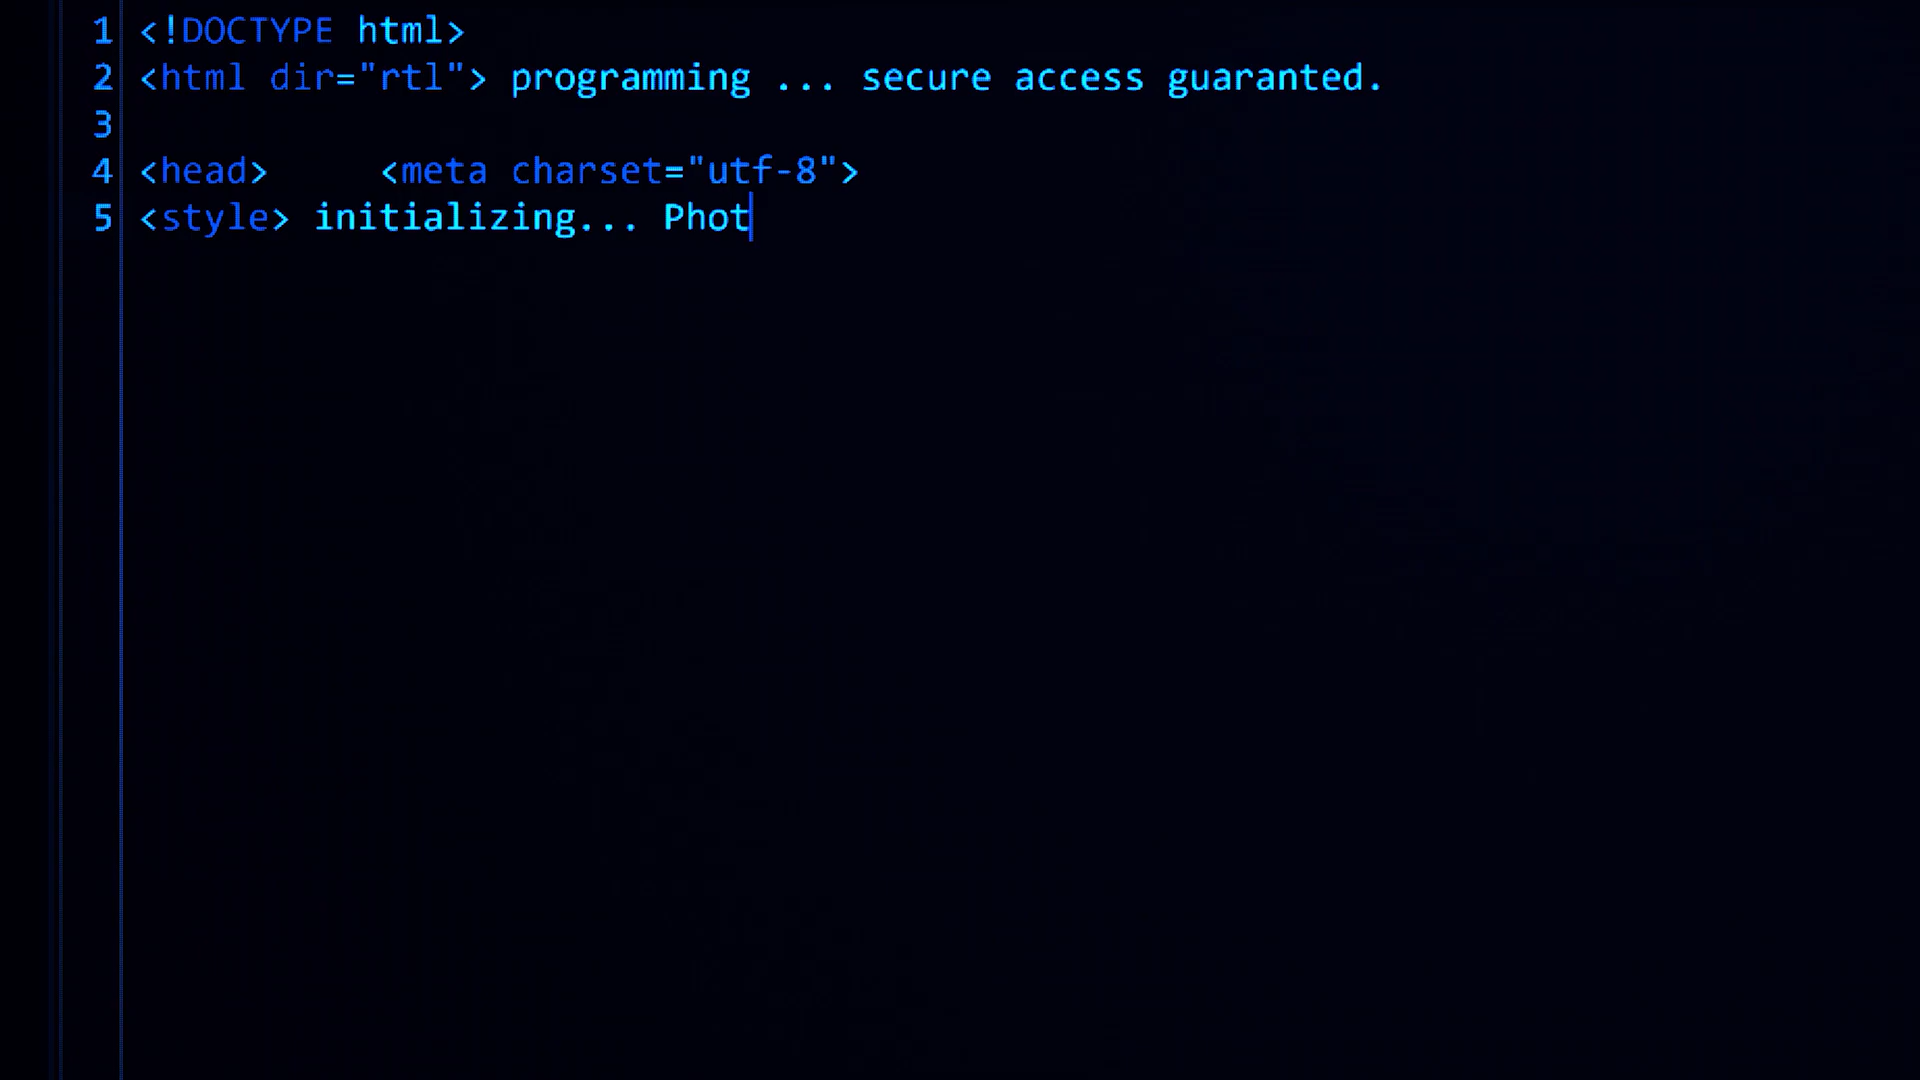 1 <!DOCTYPE html>
2 <html dir="rtl"> programming ... secure access guaranted.
3
4 <head>     <meta charset="utf-8">
5 <style> initializing... Phot